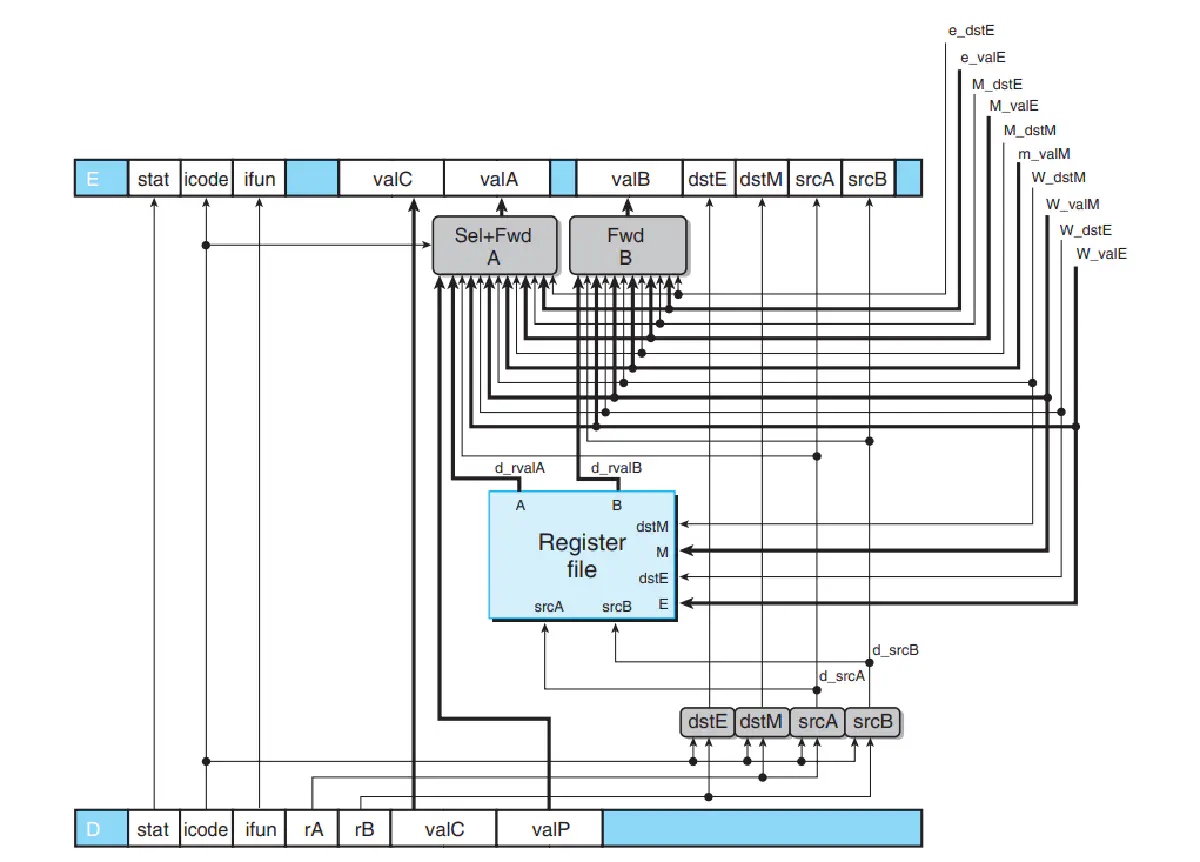 e_dstE
e_valE
M_dstE
M_valE
M_dstM
m_valM
W_dstM
W_valM
W_dstE
W_valE
E stat icode ifun valC valA valB dstE dstM srcA srcB
Sel+Fwd
A
Fwd
B
d_rvalA d_rvalB
A B
dstM
Register
file
M
dstE
E
srcA srcB
d_srcB
d_srcA
dstE dstM srcA srcB
D stat icode ifun rA rB valC valP